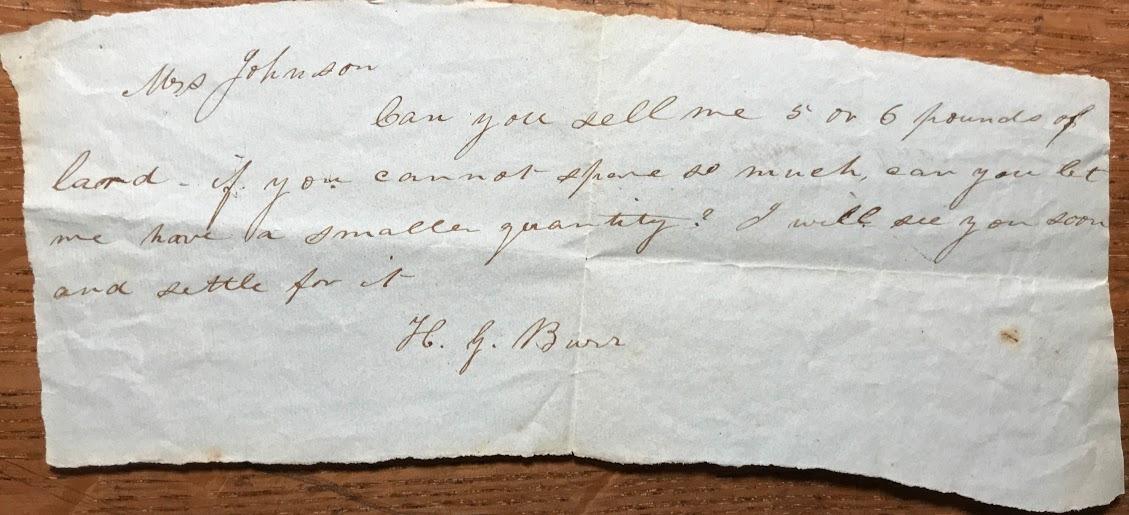 Mrs Johnson
Can you sell me 5 or 6 pounds of
lard - if you cannot spare so much, can you let
me have a smaller quantity? I will see you soon
and settle for it
H. G. Burr